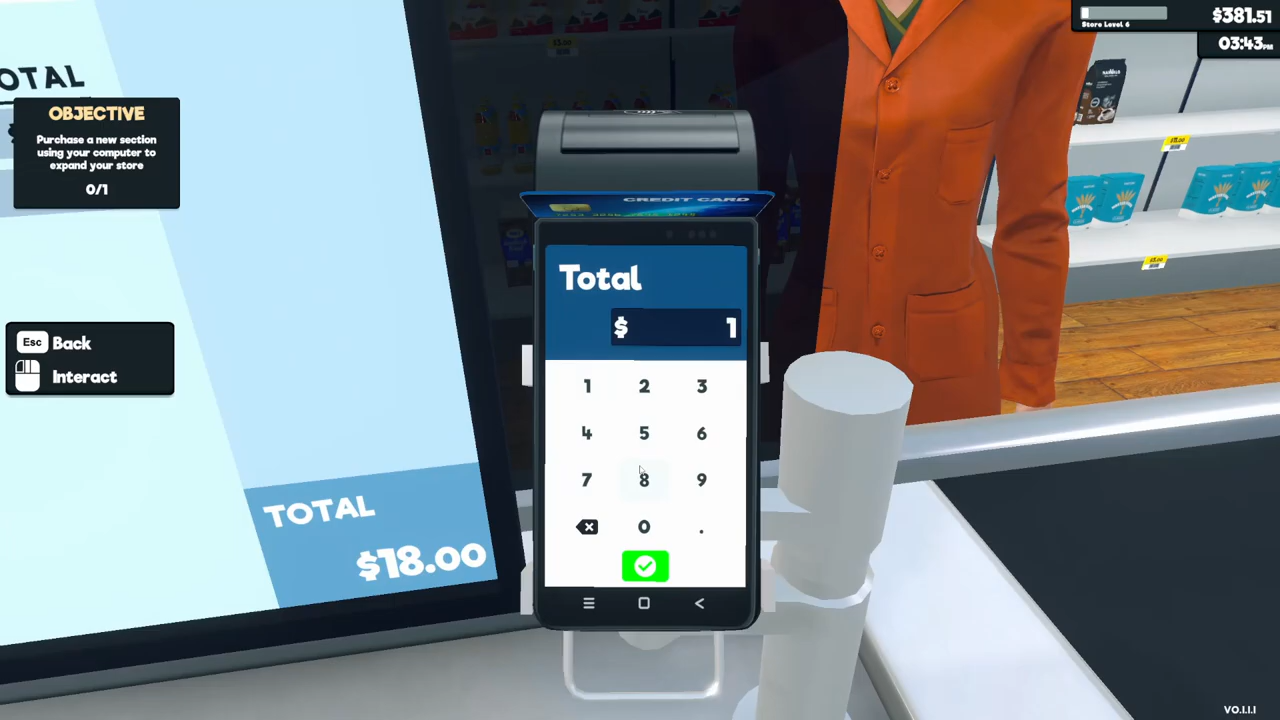 OTAL
OBJECTIVE
Purchase a new section
using your computer to
expand your store
0/1
Esc Back
Interact
TOTAL
$18.00
CREDIT CARD
Total
$ 1
1 2 3
4 5 6
7 8 9
0 .
Store Level 6
$381.51
03:43PM
V0.1.1.1